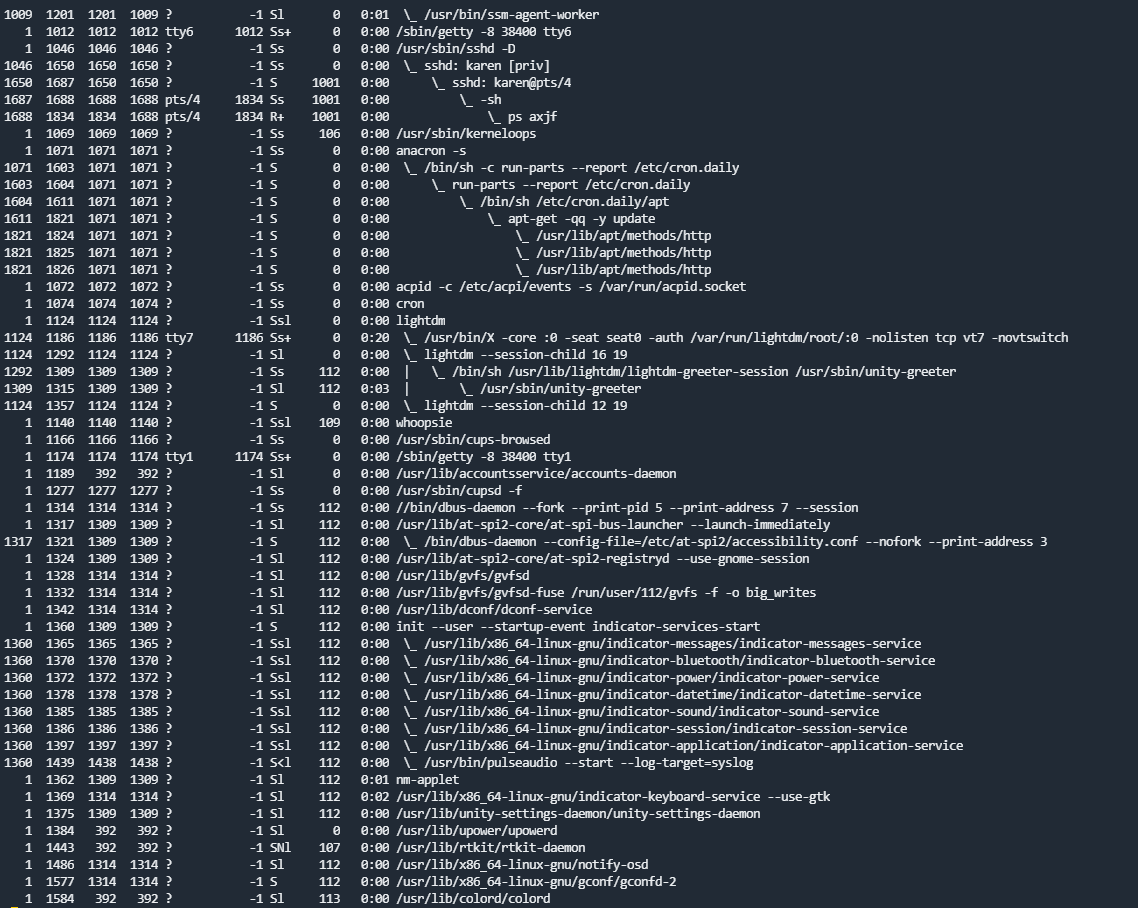 1009  1201  1201  1009 ?           -1 Sl       0   0:01  \_ /usr/bin/ssm-agent-worker
   1  1012  1012  1012 tty6      1012 Ss+      0   0:00 /sbin/getty -8 38400 tty6
   1  1046  1046  1046 ?           -1 Ss       0   0:00 /usr/sbin/sshd -D
1046  1650  1650  1650 ?           -1 Ss       0   0:00  \_ sshd: karen [priv]
1650  1687  1650  1650 ?           -1 S     1001   0:00      \_ sshd: karen@pts/4
1687  1688  1688  1688 pts/4     1834 Ss    1001   0:00          \_ -sh
1688  1834  1834  1688 pts/4     1834 R+    1001   0:00              \_ ps axjf
   1  1069  1069  1069 ?           -1 Ss     106   0:00 /usr/sbin/kerneloops
   1  1071  1071  1071 ?           -1 Ss       0   0:00 anacron -s
1071  1603  1071  1071 ?           -1 S        0   0:00  \_ /bin/sh -c run-parts --report /etc/cron.daily
1603  1604  1071  1071 ?           -1 S        0   0:00      \_ run-parts --report /etc/cron.daily
1604  1611  1071  1071 ?           -1 S        0   0:00          \_ /bin/sh /etc/cron.daily/apt
1611  1821  1071  1071 ?           -1 S        0   0:00              \_ apt-get -qq -y update
1821  1824  1071  1071 ?           -1 S        0   0:00                  \_ /usr/lib/apt/methods/http
1821  1825  1071  1071 ?           -1 S        0   0:00                  \_ /usr/lib/apt/methods/http
1821  1826  1071  1071 ?           -1 S        0   0:00                  \_ /usr/lib/apt/methods/http
   1  1072  1072  1072 ?           -1 Ss       0   0:00 acpid -c /etc/acpi/events -s /var/run/acpid.socket
   1  1074  1074  1074 ?           -1 Ss       0   0:00 cron
   1  1124  1124  1124 ?           -1 Ssl      0   0:00 lightdm
1124  1186  1186  1186 tty7      1186 Ss+      0   0:20  \_ /usr/bin/X -core :0 -seat seat0 -auth /var/run/lightdm/root/:0 -nolisten tcp vt7 -novtswitch
1124  1292  1124  1124 ?           -1 Sl       0   0:00  \_ lightdm --session-child 16 19
1292  1309  1309  1309 ?           -1 Ss     112   0:00  |   \_ /bin/sh /usr/lib/lightdm/lightdm-greeter-session /usr/sbin/unity-greeter
1309  1315  1309  1309 ?           -1 Sl     112   0:03  |       \_ /usr/sbin/unity-greeter
1124  1357  1124  1124 ?           -1 S        0   0:00  \_ lightdm --session-child 12 19
   1  1140  1140  1140 ?           -1 Ssl    109   0:00 whoopsie
   1  1166  1166  1166 ?           -1 Ss       0   0:00 /usr/sbin/cups-browsed
   1  1174  1174  1174 tty1      1174 Ss+      0   0:00 /sbin/getty -8 38400 tty1
   1  1189   392   392 ?           -1 Sl       0   0:00 /usr/lib/accountsservice/accounts-daemon
   1  1277  1277  1277 ?           -1 Ss       0   0:00 /usr/sbin/cupsd -f
   1  1314  1314  1314 ?           -1 Ss     112   0:00 //bin/dbus-daemon --fork --print-pid 5 --print-address 7 --session
   1  1317  1309  1309 ?           -1 Sl     112   0:00 /usr/lib/at-spi2-core/at-spi-bus-launcher --launch-immediately
1317  1321  1309  1309 ?           -1 S      112   0:00  \_ /bin/dbus-daemon --config-file=/etc/at-spi2/accessibility.conf --nofork --print-address 3
   1  1324  1309  1309 ?           -1 Sl     112   0:00 /usr/lib/at-spi2-core/at-spi2-registryd --use-gnome-session
   1  1328  1314  1314 ?           -1 Sl     112   0:00 /usr/lib/gvfs/gvfsd
   1  1332  1314  1314 ?           -1 Sl     112   0:00 /usr/lib/gvfs/gvfsd-fuse /run/user/112/gvfs -f -o big_writes
   1  1342  1314  1314 ?           -1 Sl     112   0:00 /usr/lib/dconf/dconf-service
   1  1360  1309  1309 ?           -1 S      112   0:00 init --user --startup-event indicator-services-start
1360  1365  1365  1365 ?           -1 Ssl    112   0:00  \_ /usr/lib/x86_64-linux-gnu/indicator-messages/indicator-messages-service
1360  1370  1370  1370 ?           -1 Ssl    112   0:00  \_ /usr/lib/x86_64-linux-gnu/indicator-bluetooth/indicator-bluetooth-service
1360  1372  1372  1372 ?           -1 Ssl    112   0:00  \_ /usr/lib/x86_64-linux-gnu/indicator-power/indicator-power-service
1360  1378  1378  1378 ?           -1 Ssl    112   0:00  \_ /usr/lib/x86_64-linux-gnu/indicator-datetime/indicator-datetime-service
1360  1385  1385  1385 ?           -1 Ssl    112   0:00  \_ /usr/lib/x86_64-linux-gnu/indicator-sound/indicator-sound-service
1360  1386  1386  1386 ?           -1 Ssl    112   0:00  \_ /usr/lib/x86_64-linux-gnu/indicator-session/indicator-session-service
1360  1397  1397  1397 ?           -1 Ssl    112   0:00  \_ /usr/lib/x86_64-linux-gnu/indicator-application/indicator-application-service
1360  1439  1438  1438 ?           -1 S<l    112   0:00  \_ /usr/bin/pulseaudio --start --log-target=syslog
   1  1362  1309  1309 ?           -1 Sl     112   0:01 nm-applet
   1  1369  1314  1314 ?           -1 Sl     112   0:02 /usr/lib/x86_64-linux-gnu/indicator-keyboard-service --use-gtk
   1  1375  1309  1309 ?           -1 Sl     112   0:00 /usr/lib/unity-settings-daemon/unity-settings-daemon
   1  1384   392   392 ?           -1 Sl       0   0:00 /usr/lib/upower/upowerd
   1  1443   392   392 ?           -1 SNl    107   0:00 /usr/lib/rtkit/rtkit-daemon
   1  1486  1314  1314 ?           -1 Sl     112   0:00 /usr/lib/x86_64-linux-gnu/notify-osd
   1  1577  1314  1314 ?           -1 S      112   0:00 /usr/lib/x86_64-linux-gnu/gconf/gconfd-2
   1  1584   392   392 ?           -1 Sl     113   0:00 /usr/lib/colord/colord